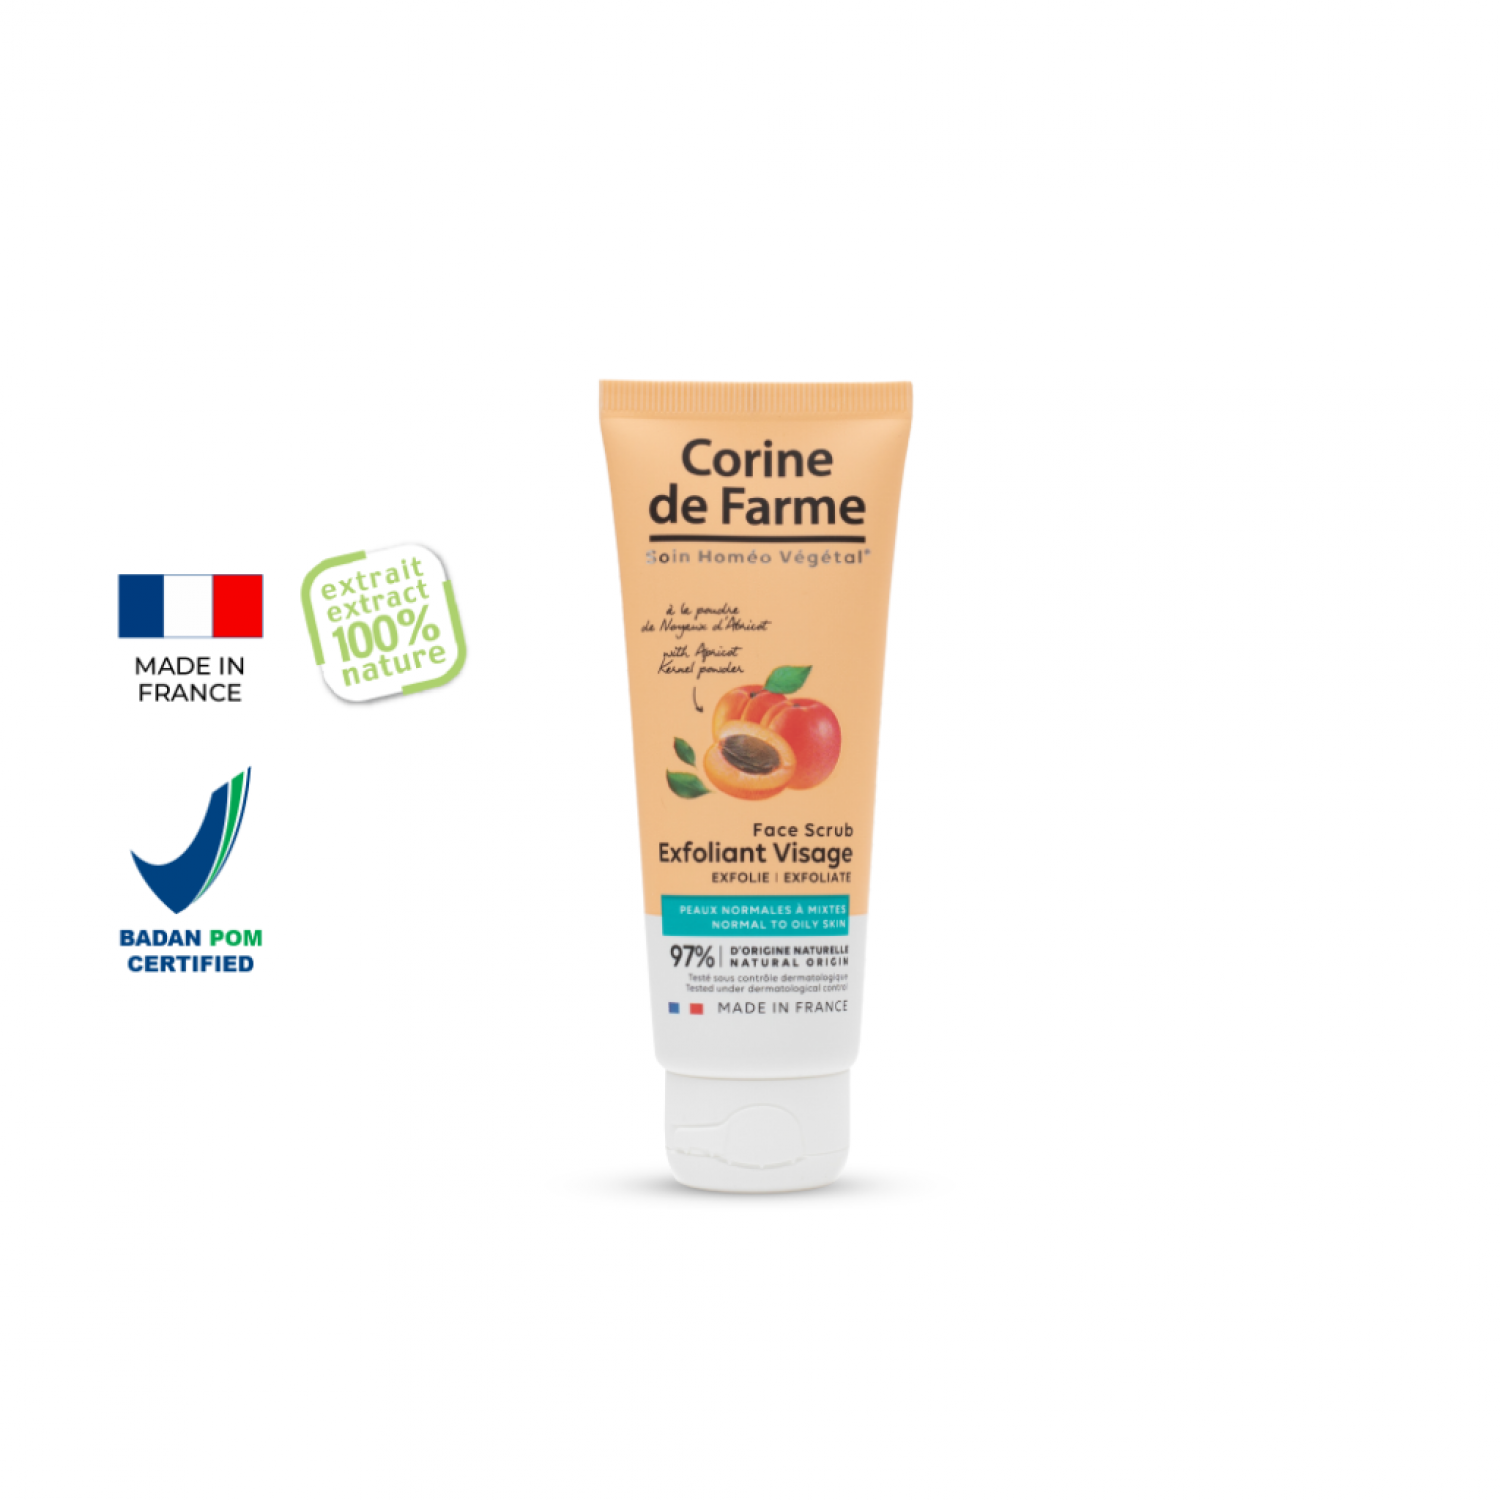 MADE IN
FRANCE
extrait
extract
100%
nature
BADAN POM
CERTIFIED
Corine
de Farme
Soin Homéo Végétal®
à la poudre
de Noyaux d'Abricot
with Apricot
Kernel powder
Face Scrub
Exfoliant Visage
EXFOLIE | EXFOLIATE
PEAUX NORMALES À MIXTES
NORMAL TO OILY SKIN
97% | D'ORIGINE NATURELLE
NATURAL ORIGIN
Testé sous contrôle dermatologique
Tested under dermatological control
MADE IN FRANCE